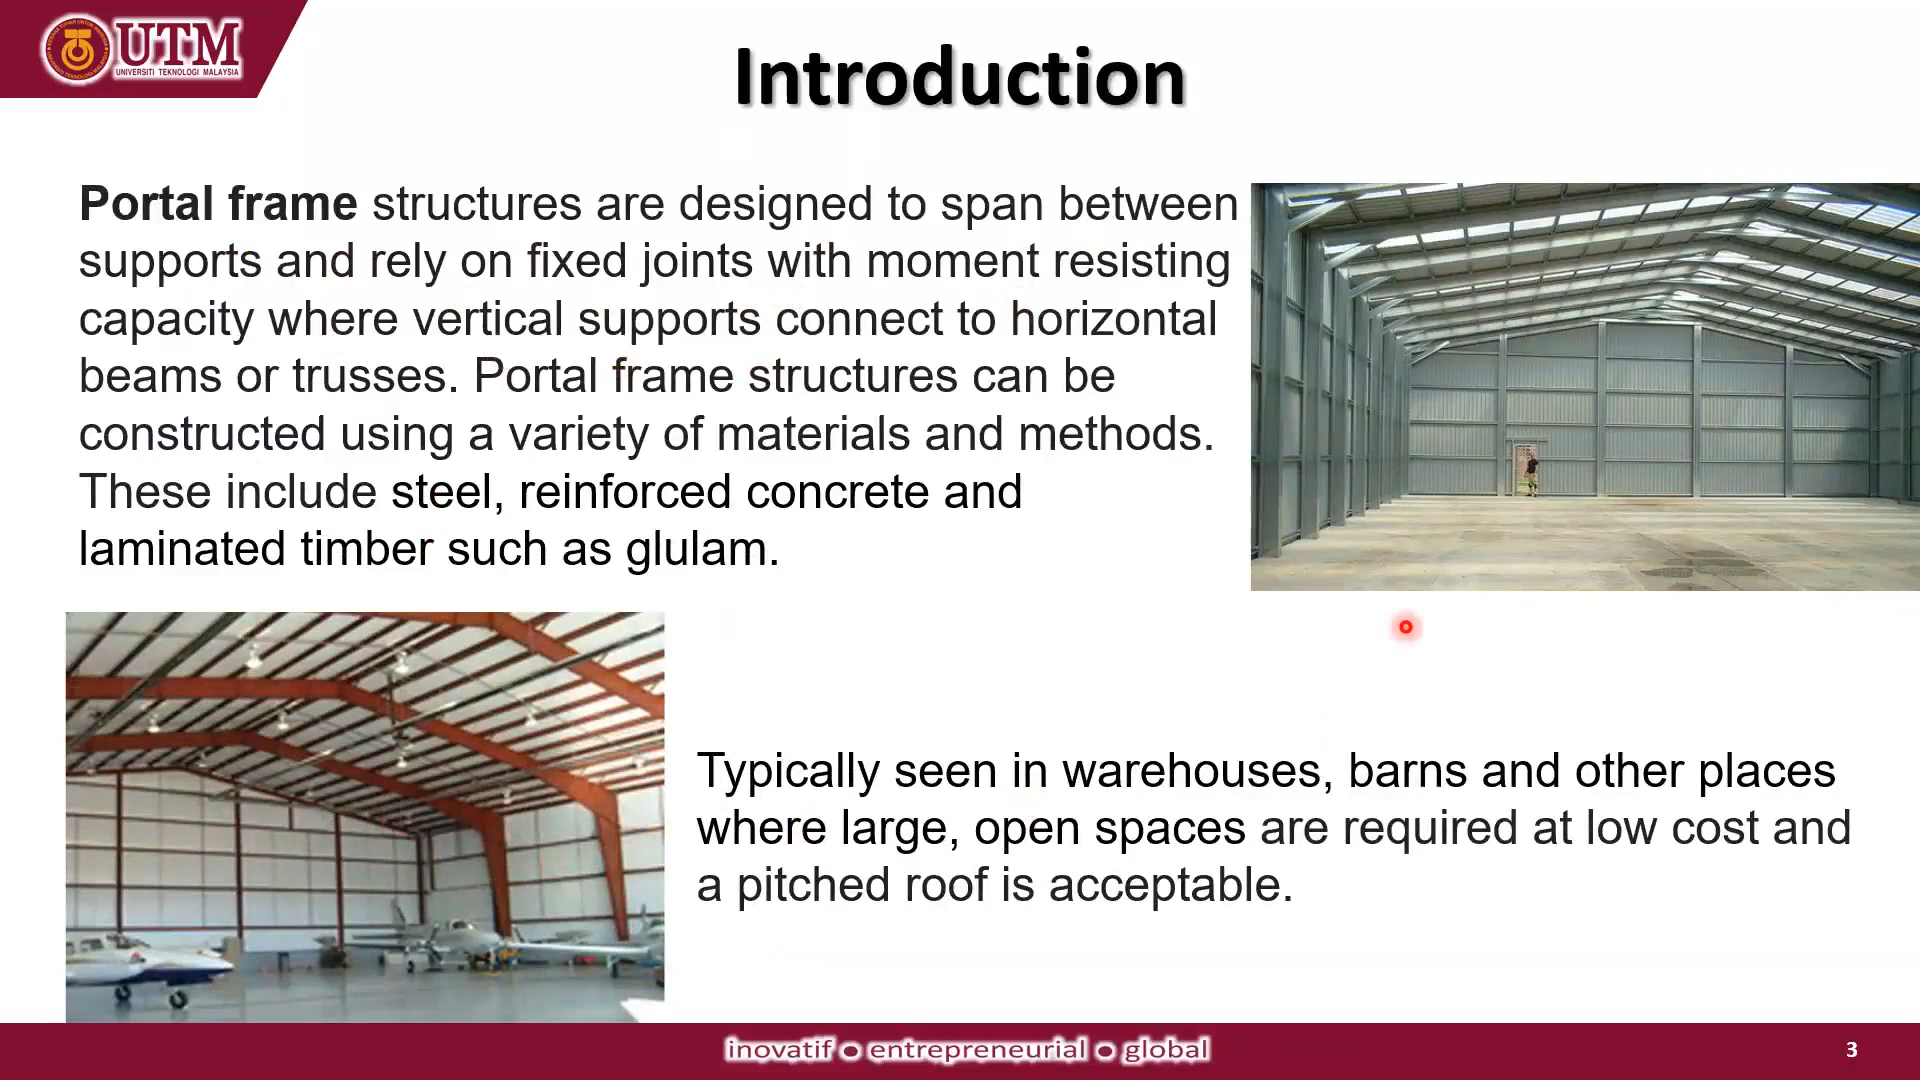 UTM
UNIVERSITI TEKNOLOGI MALAYSIA
Introduction
Portal frame structures are designed to span between
supports and rely on fixed joints with moment resisting
capacity where vertical supports connect to horizontal
beams or trusses. Portal frame structures can be
constructed using a variety of materials and methods.
These include steel, reinforced concrete and
laminated timber such as glulam.
Typically seen in warehouses, barns and other places
where large, open spaces are required at low cost and
a pitched roof is acceptable.
inovatif ● entrepreneurial ● global
3